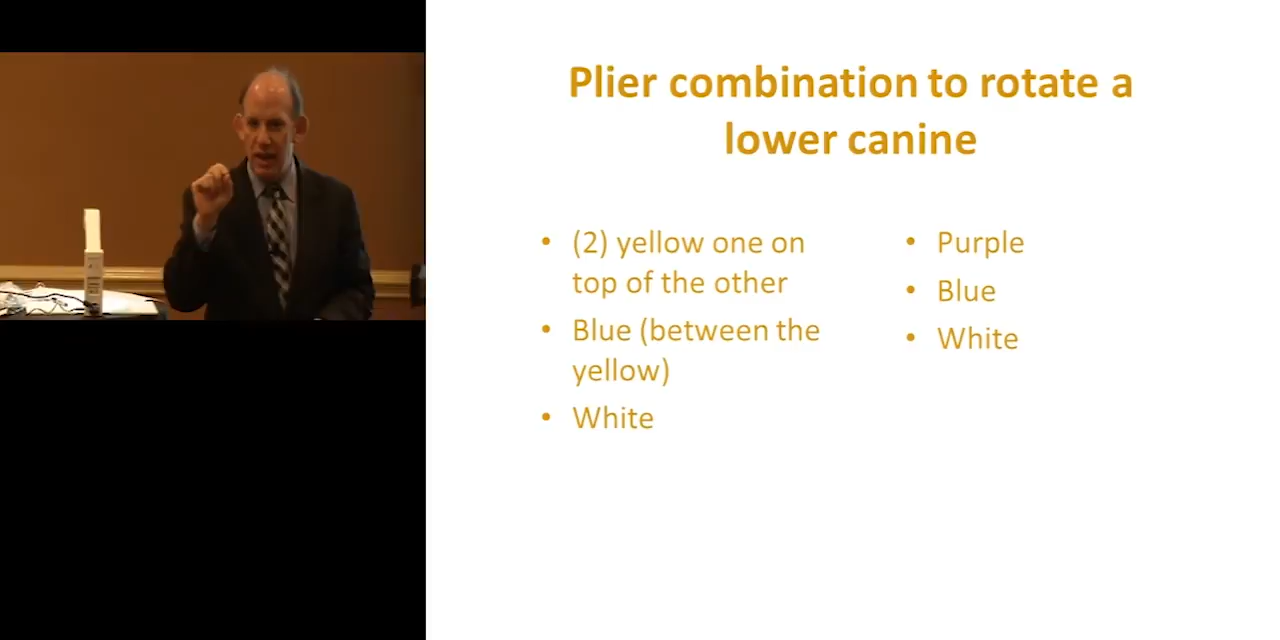 Plier combination to rotate a
lower canine
• (2) yellow one on
top of the other
• Blue (between the
yellow)
• White
• Purple
• Blue
• White